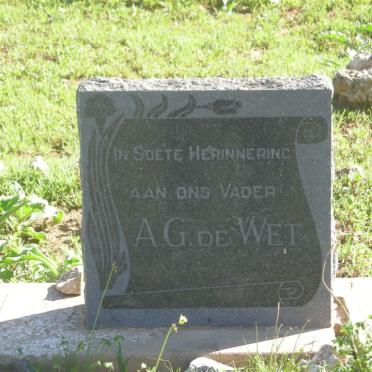 In Soete Herinnering
aan ons Vader
A.G. de Wet